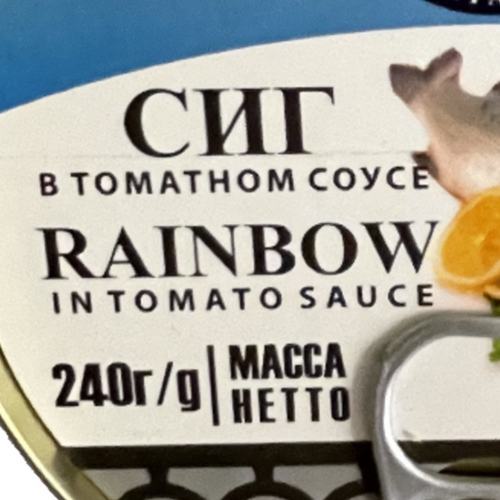 СИГ
В ТОМАТНОМ СОУСЕ
RAINBOW
IN TOMATO SAUCE
240г/g МАССА
НЕТТО